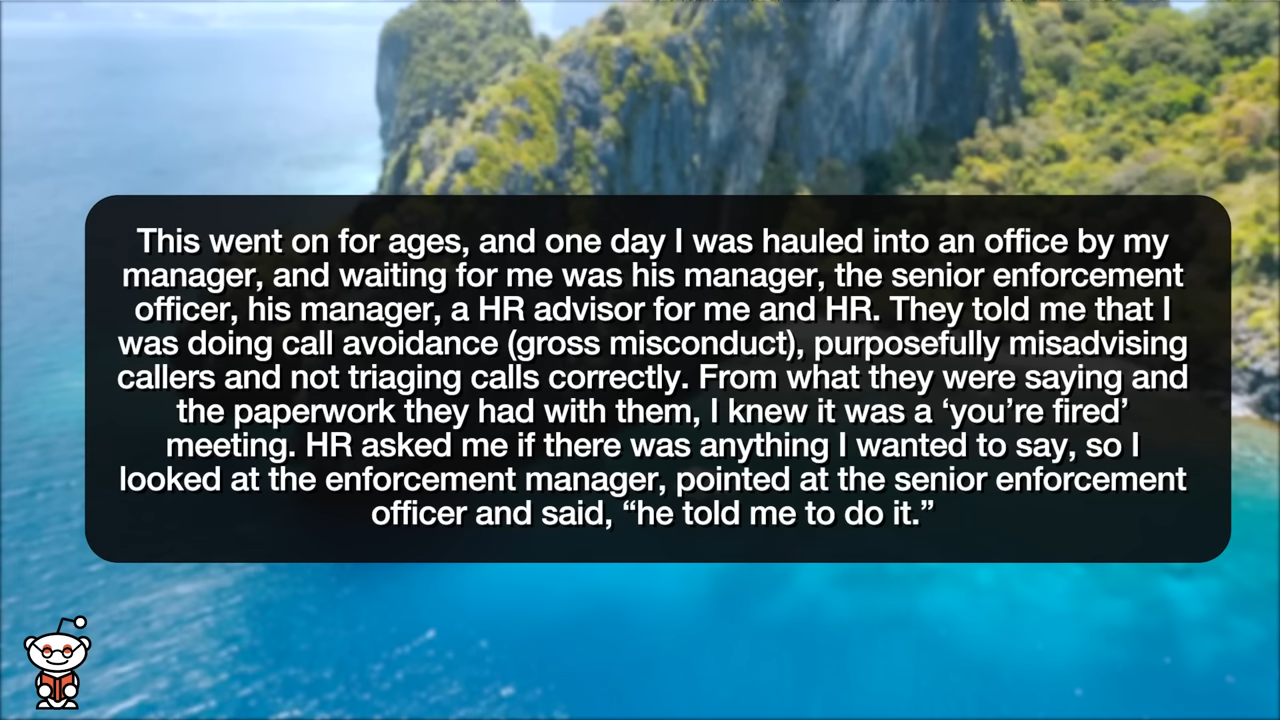 This went on for ages, and one day I was hauled into an office by my
manager, and waiting for me was his manager, the senior enforcement
officer, his manager, a HR advisor for me and HR. They told me that I
was doing call avoidance (gross misconduct), purposefully misadvising
callers and not triaging calls correctly. From what they were saying and
the paperwork they had with them, I knew it was a ‘you’re fired’
meeting. HR asked me if there was anything I wanted to say, so I
looked at the enforcement manager, pointed at the senior enforcement
officer and said, “he told me to do it.”